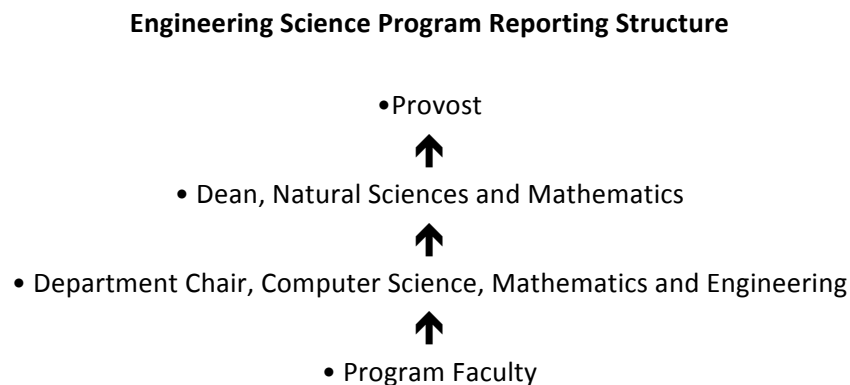 Engineering Science Program Reporting Structure
•Provost
• Dean, Natural Sciences and Mathematics
• Department Chair, Computer Science, Mathematics and Engineering
• Program Faculty